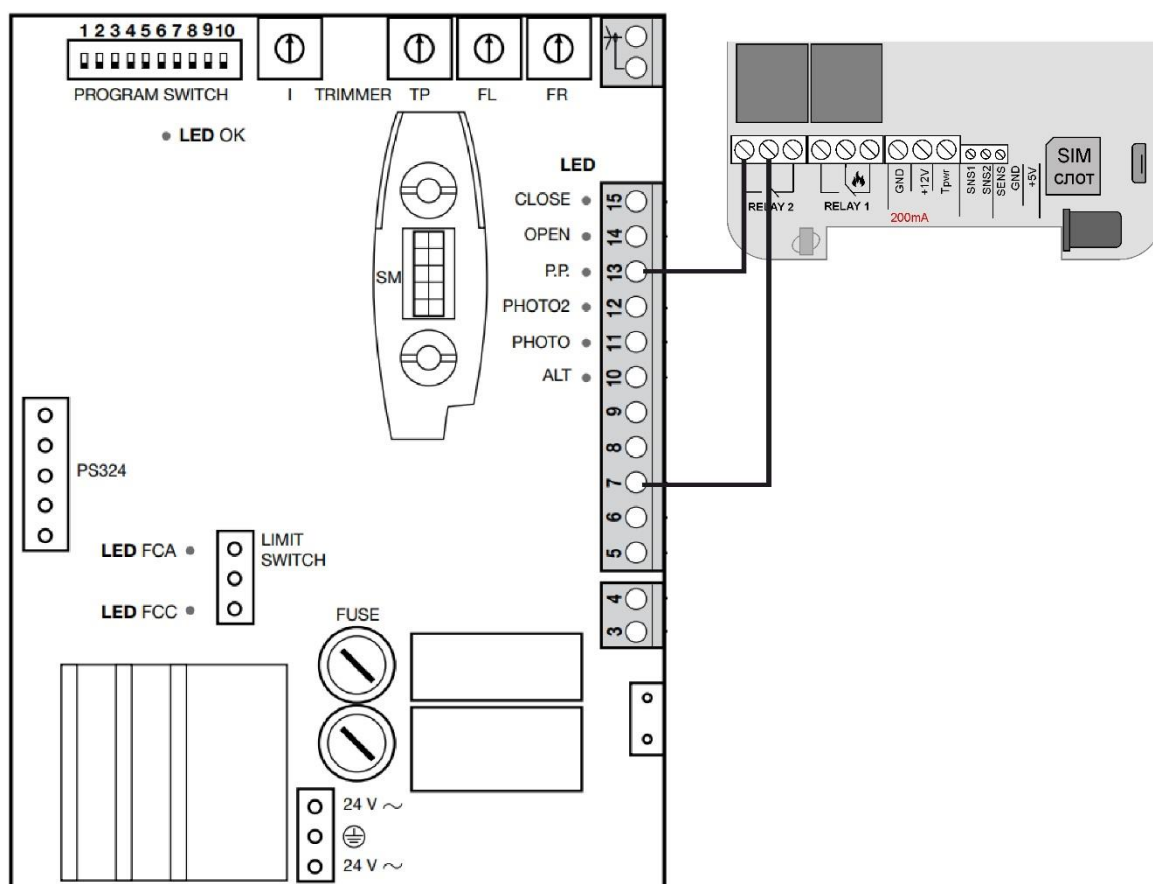 1 2 3 4 5 6 7 8 9 10
PROGRAM SWITCH
I
TRIMMER
TP
FL
FR
LED OK
LED
CLOSE
15
OPEN
14
P.P.
13
SM
PHOTO2
12
PHOTO
11
ALT
10
9
8
7
6
5
PS324
LED FCA
LIMIT
SWITCH
LED FCC
4
3
FUSE
24 V ~
24 V ~
RELAY 2
RELAY 1
GND
+12V
Tpwr
200mA
SNS1
SNS2
SENS
GND
+5V
SIM
слот